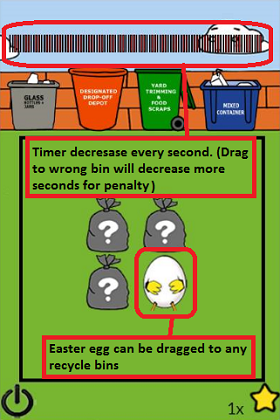 GLASS
BOTTLES +
JARS
DESIGNATED
DROP-OFF
DEPOT
YARD
TRIMMING
&
FOOD
SCRAPS
MIXED
CONTAINER
Timer decresase every second. (Drag
to wrong bin will decrease more
seconds for penalty)
?
?
?
Easter egg can be dragged to any
recycle bins
1x